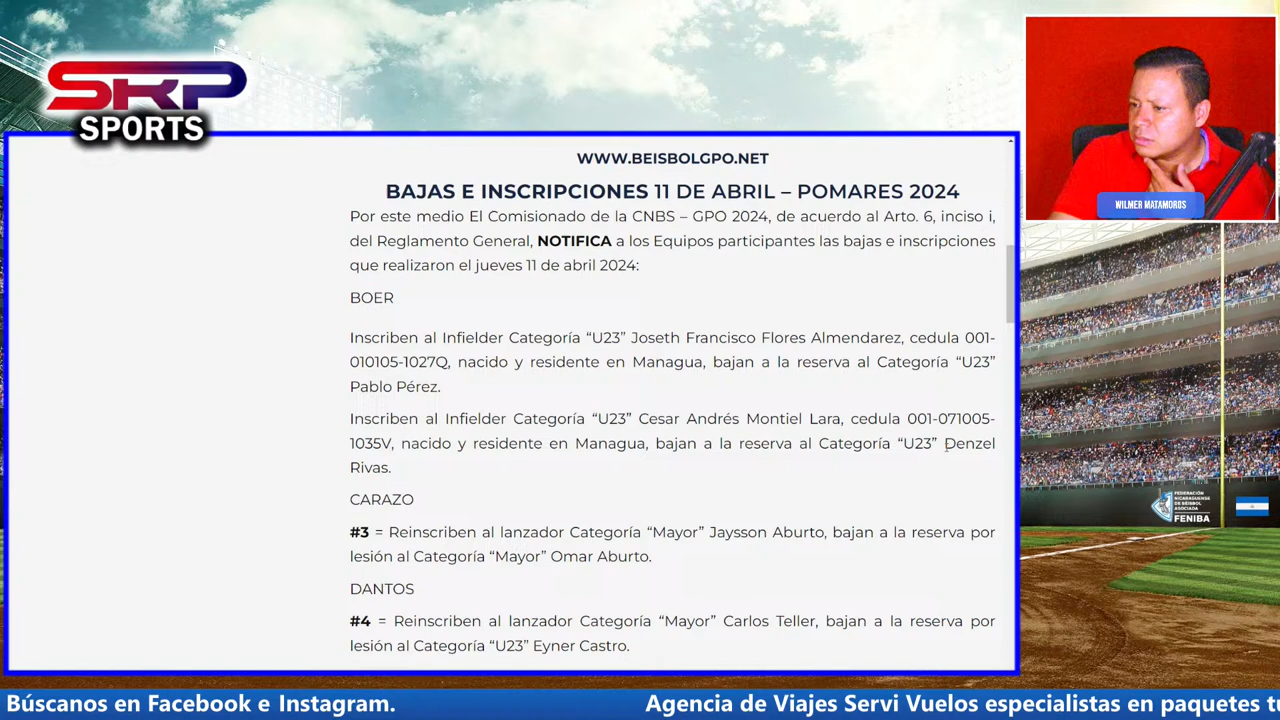 SKP
SPORTS
WWW.BEISBOLGPO.NET
BAJAS E INSCRIPCIONES 11 DE ABRIL – POMARES 2024
Por este medio El Comisionado de la CNBS – GPO 2024, de acuerdo al Arto. 6, inciso i,
del Reglamento General, NOTIFICA a los Equipos participantes las bajas e inscripciones
que realizaron el jueves 11 de abril 2024:
BOER
Inscriben al Infielder Categoría “U23” Joseth Francisco Flores Almendarez, cedula 001-
010105-1027Q, nacido y residente en Managua, bajan a la reserva al Categoría “U23”
Pablo Pérez.
Inscriben al Infielder Categoría “U23” Cesar Andrés Montiel Lara, cedula 001-071005-
1035V, nacido y residente en Managua, bajan a la reserva al Categoría “U23” Denzel
Rivas.
CARAZO
#3 = Reinscriben al lanzador Categoría “Mayor” Jaysson Aburto, bajan a la reserva por
lesión al Categoría “Mayor” Omar Aburto.
DANTOS
#4 = Reinscriben al lanzador Categoría “Mayor” Carlos Teller, bajan a la reserva por
lesión al Categoría “U23” Eyner Castro.
WILMER MATAMOROS
FEDERACIÓN
NICARAGUENSE
DE BÉISBOL
ASOCIADA
FENIBA
Búscanos en Facebook e Instagram.
Agencia de Viajes Servi Vuelos especialistas en paquetes